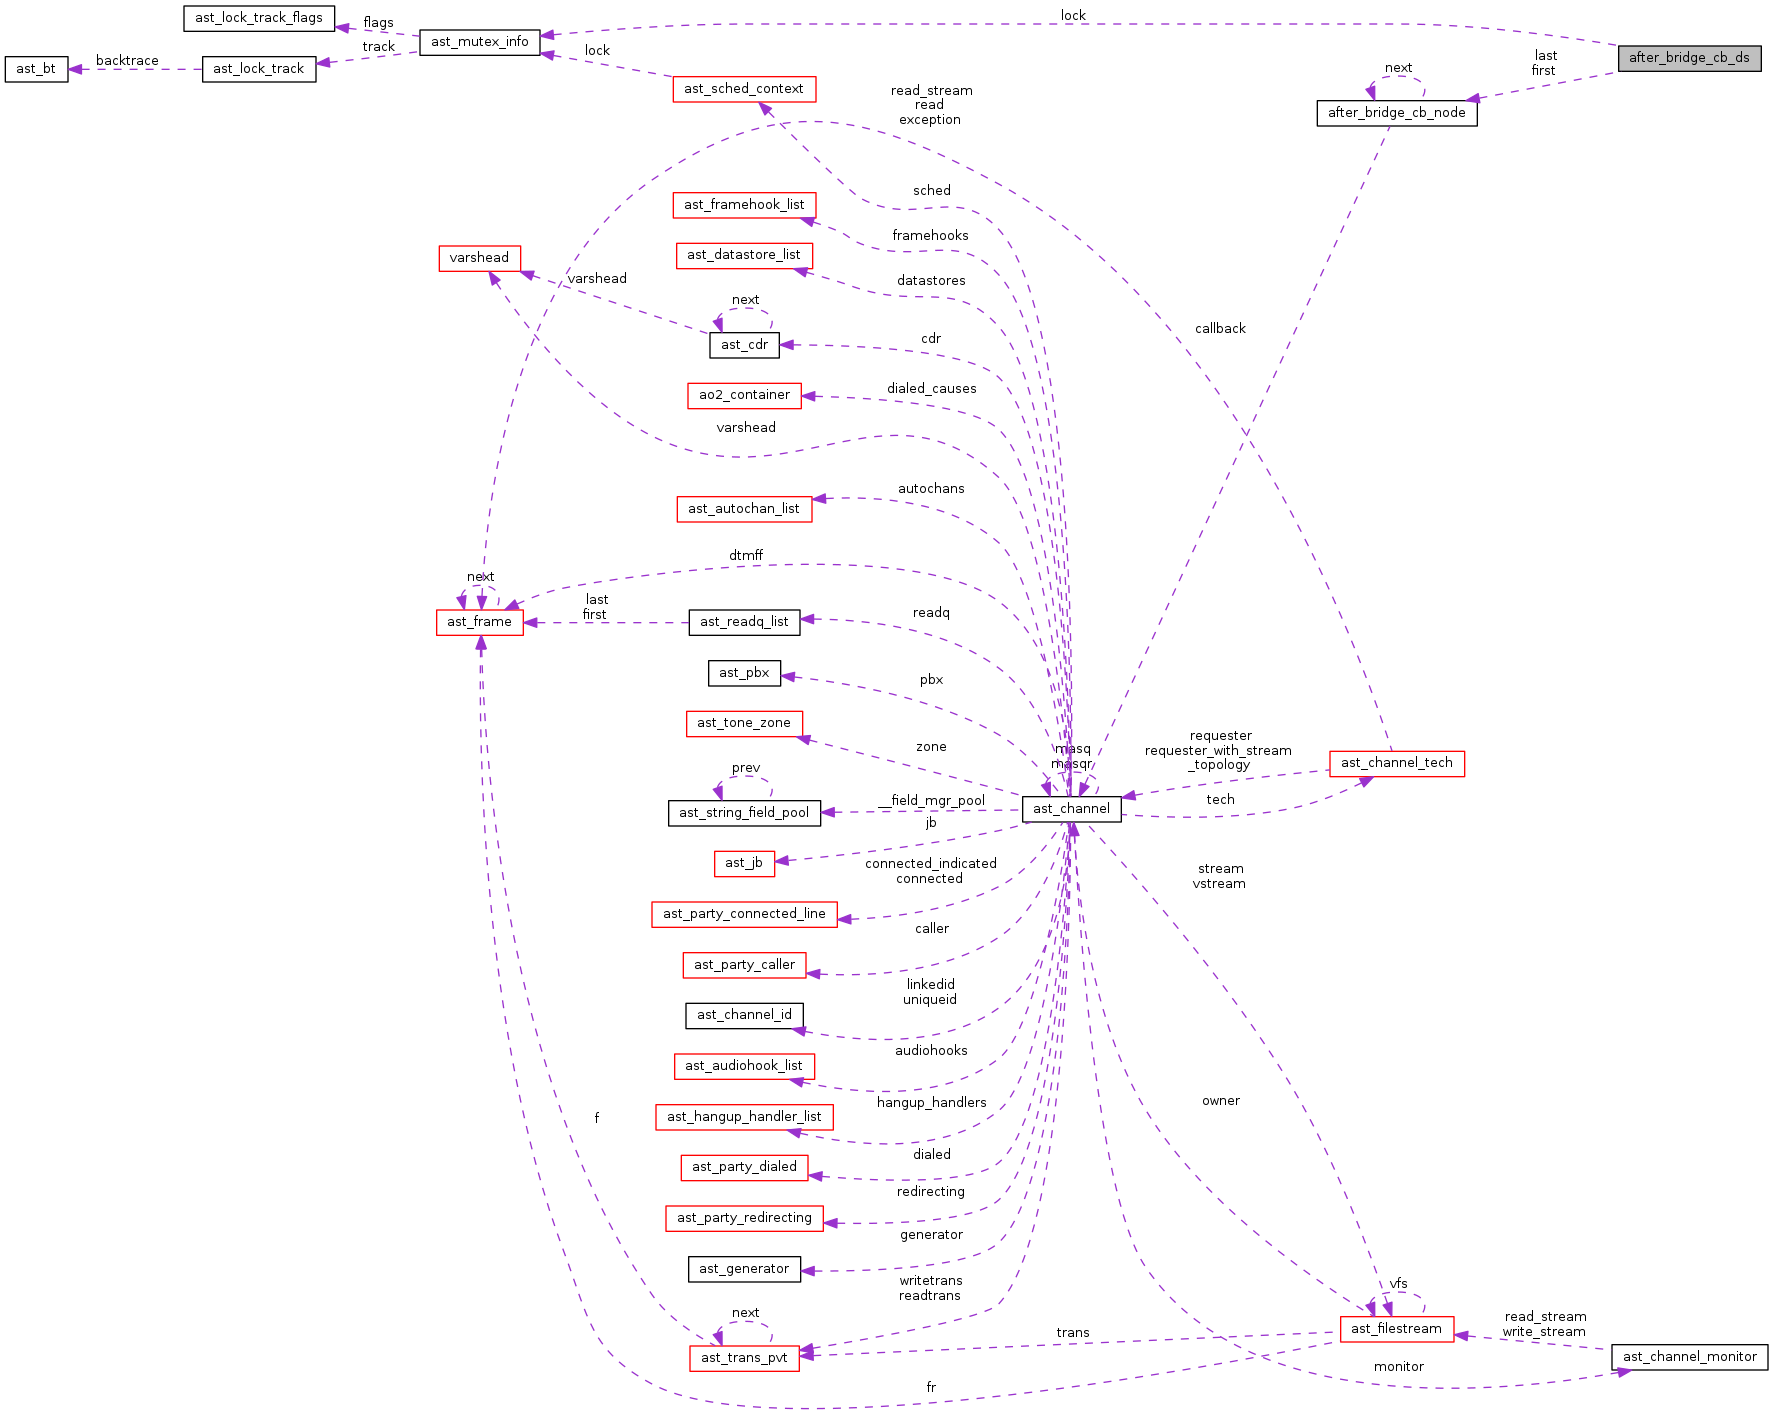 ast_lock_track_flags
flags
lock
ast_mutex_info
track
lock
backtrace
ast_bt
ast_lock_track
after_bridge_cb_ds
last
first
next
ast_sched_context
read_stream
read
exception
after_bridge_cb_node
sched
ast_framehook_list
framehooks
varshead
ast_datastore_list
varshead
datastores
next
callback
cdr
ast_cdr
dialed_causes
ao2_container
varshead
autochans
ast_autochan_list
dtmff
next
last
first
readq
ast_frame
ast_readq_list
ast_pbx
pbx
ast_tone_zone
zone
masq
masqr
requester
requester_with_stream
_topology
ast_channel_tech
prev
__field_mgr_pool
tech
ast_string_field_pool
ast_channel
jb
ast_jb
connected_indicated
connected
stream
vstream
ast_party_connected_line
caller
ast_party_caller
linkedid
uniqueid
ast_channel_id
audiohooks
ast_audiohook_list
hangup_handlers
owner
f
ast_hangup_handler_list
dialed
ast_party_dialed
redirecting
ast_party_redirecting
generator
ast_generator
writetrans
readtrans
vfs
next
trans
ast_filestream
read_stream
write_stream
ast_trans_pvt
ast_channel_monitor
monitor
fr